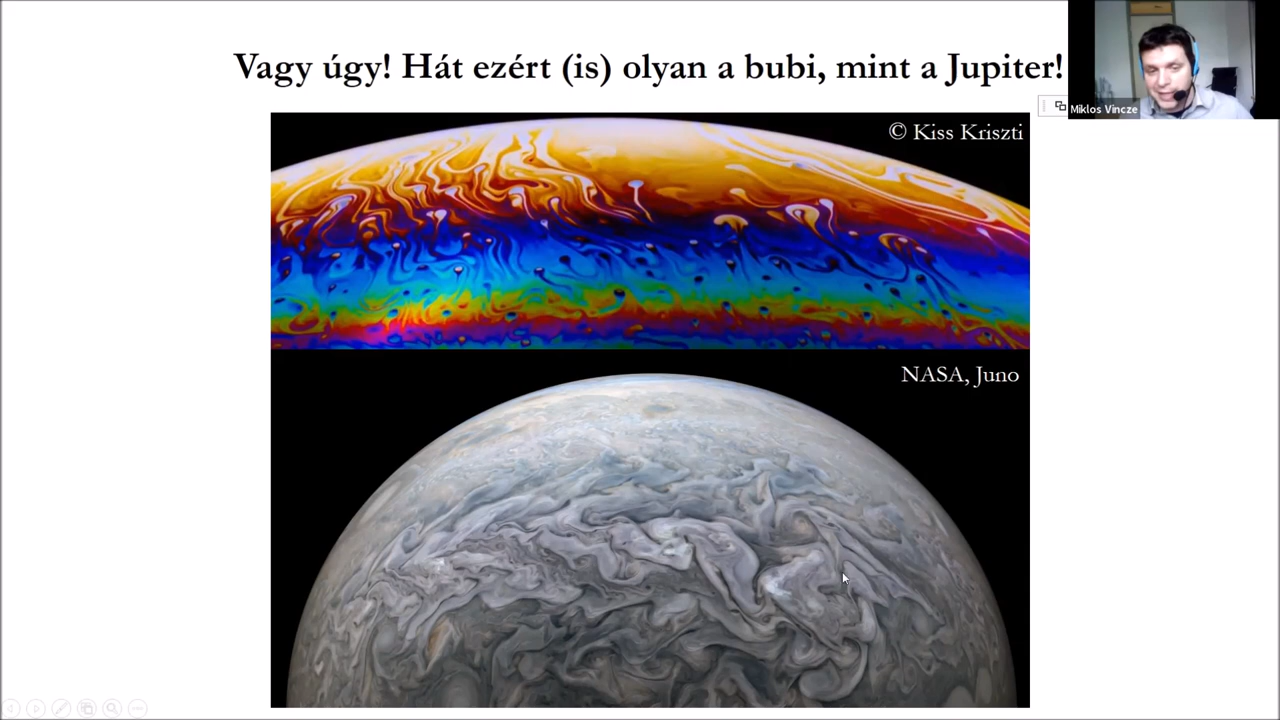 Vagy úgy! Hát ezért (is) olyan a bubi, mint a Jupiter!
Miklos Vincze
© Kiss Kriszti
NASA, Juno